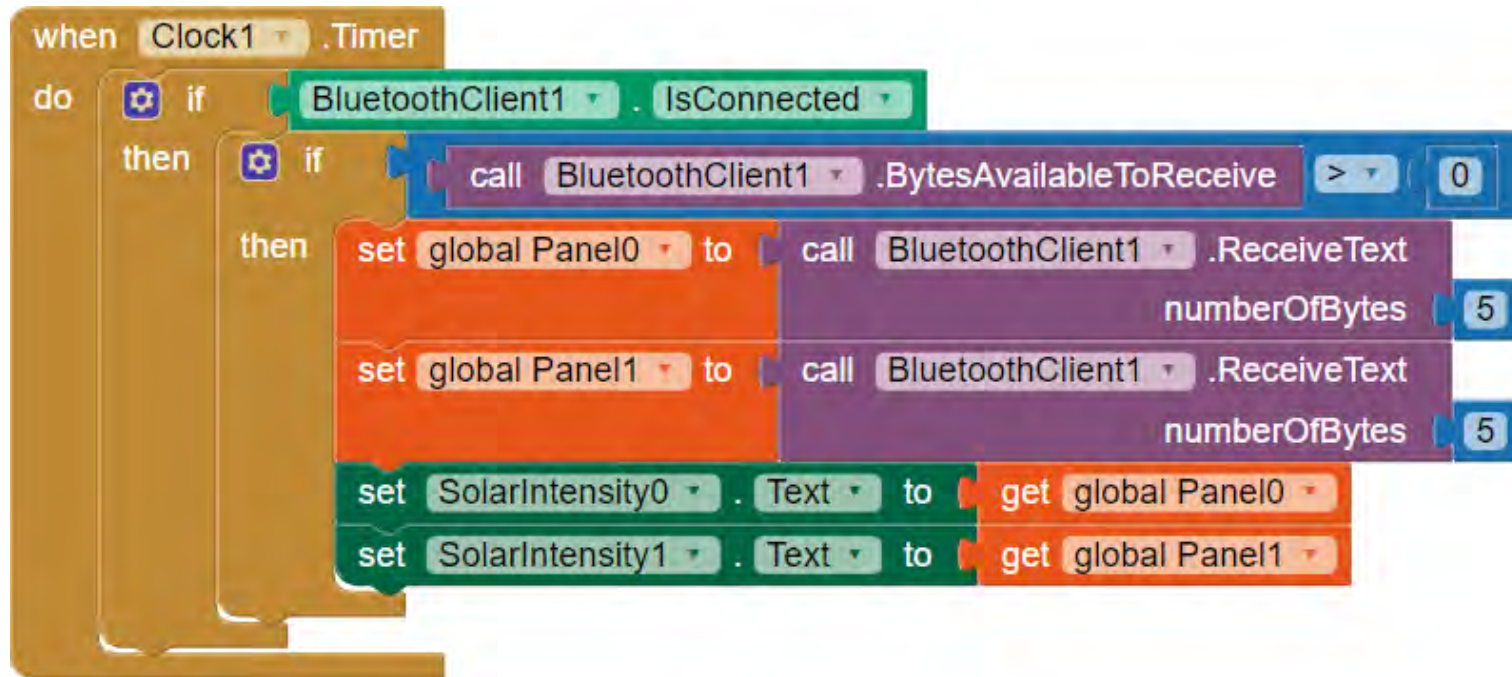 when Clock1 .Timer
do if BluetoothClient1 . IsConnected
then if call BluetoothClient1 .BytesAvailableToReceive > 0
then set global Panel0 to call BluetoothClient1 .ReceiveText
numberOfBytes 5
set global Panel1 to call BluetoothClient1 .ReceiveText
numberOfBytes 5
set SolarIntensity0 . Text to get global Panel0
set SolarIntensity1 . Text to get global Panel1